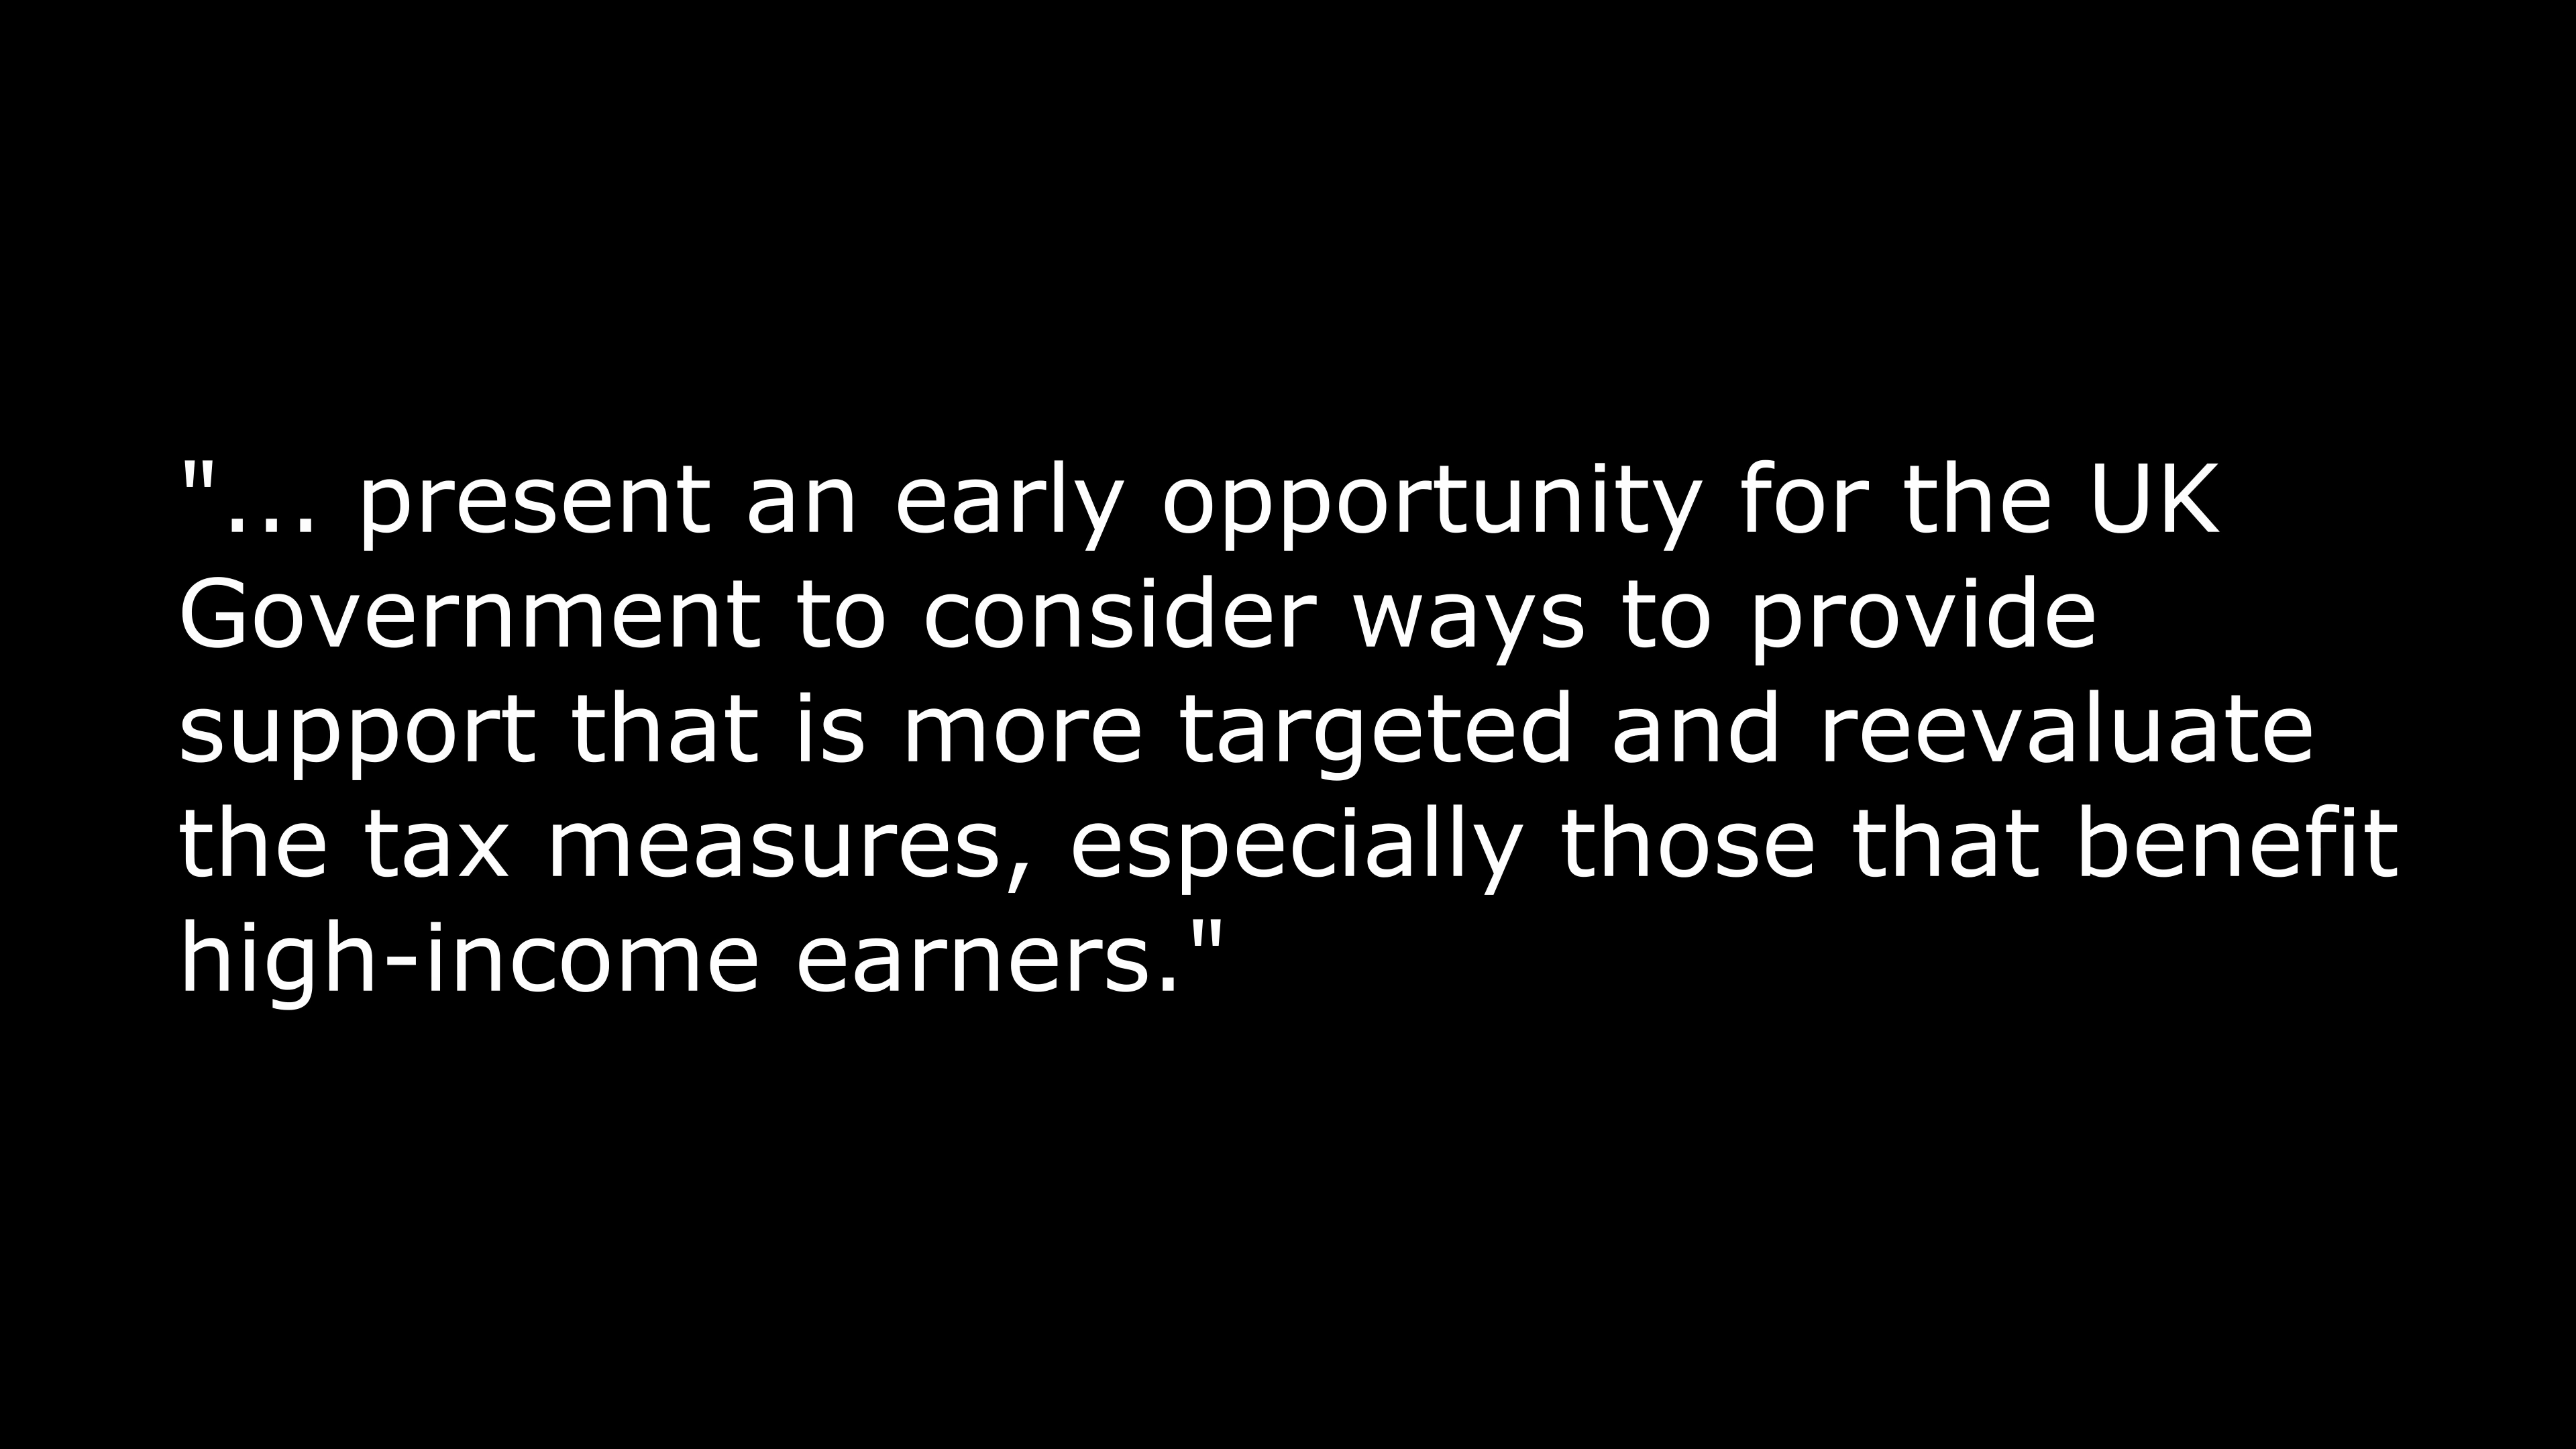 "... present an early opportunity for the UK
Government to consider ways to provide
support that is more targeted and reevaluate
the tax measures, especially those that benefit
high-income earners."